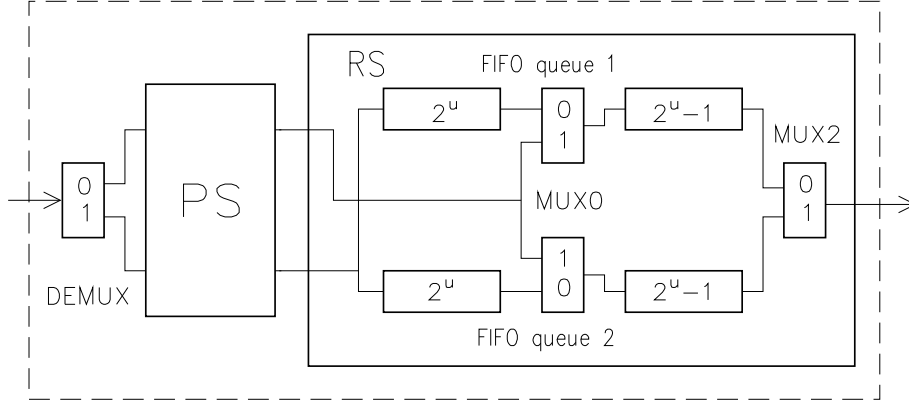 RS
FIFO queue 1
2^u
0
1
2^u-1
MUX2
0
1
PS
0
1
MUX0
DEMUX
2^u
1
0
2^u-1
FIFO queue 2